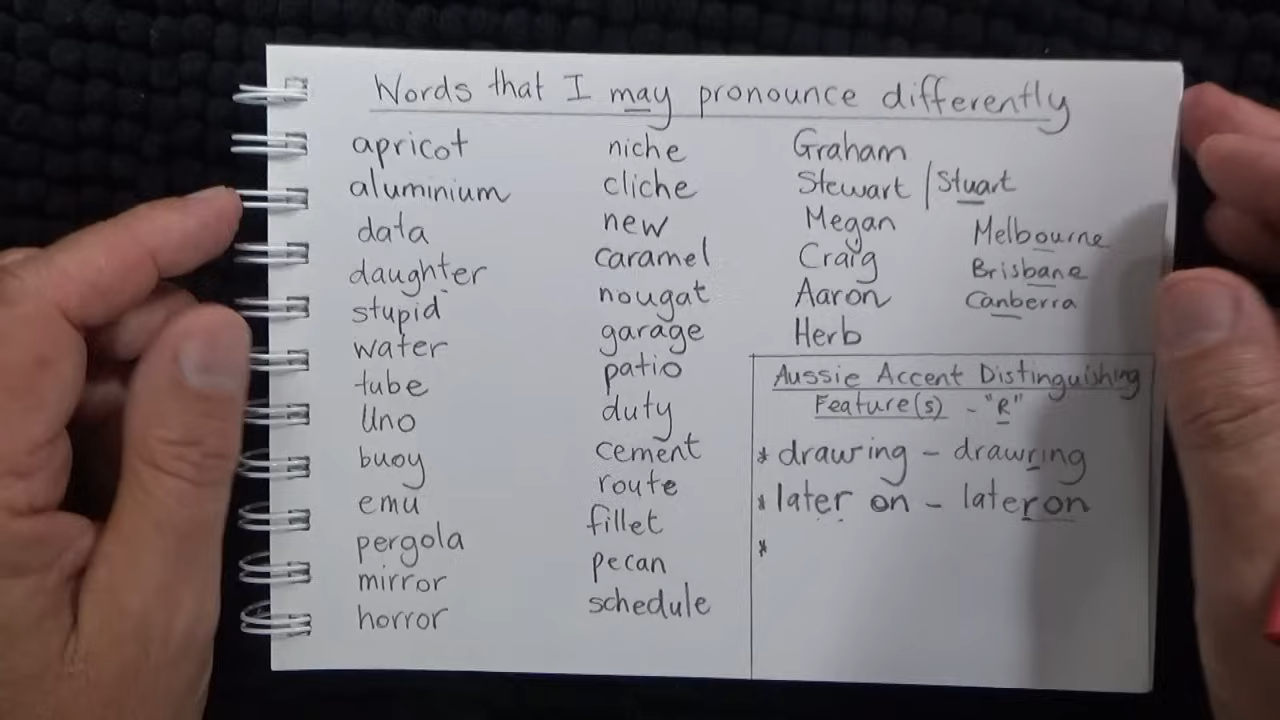 Words that I may pronounce differently
apricot
aluminium
data
daughter
stupid
water
tube
Uno
buoy
emu
pergola
mirror
horror
niche
cliche
new
caramel
nougat
garage
patio
duty
cement
route
fillet
pecan
schedule
Graham
Stewart / Stuart
Megan
Craig
Aaron
Herb
Melbourne
Brisbane
Canberra
Aussie Accent Distinguishing
Feature(s) - "R"
* drawing - drawring
* later on - lateron
*